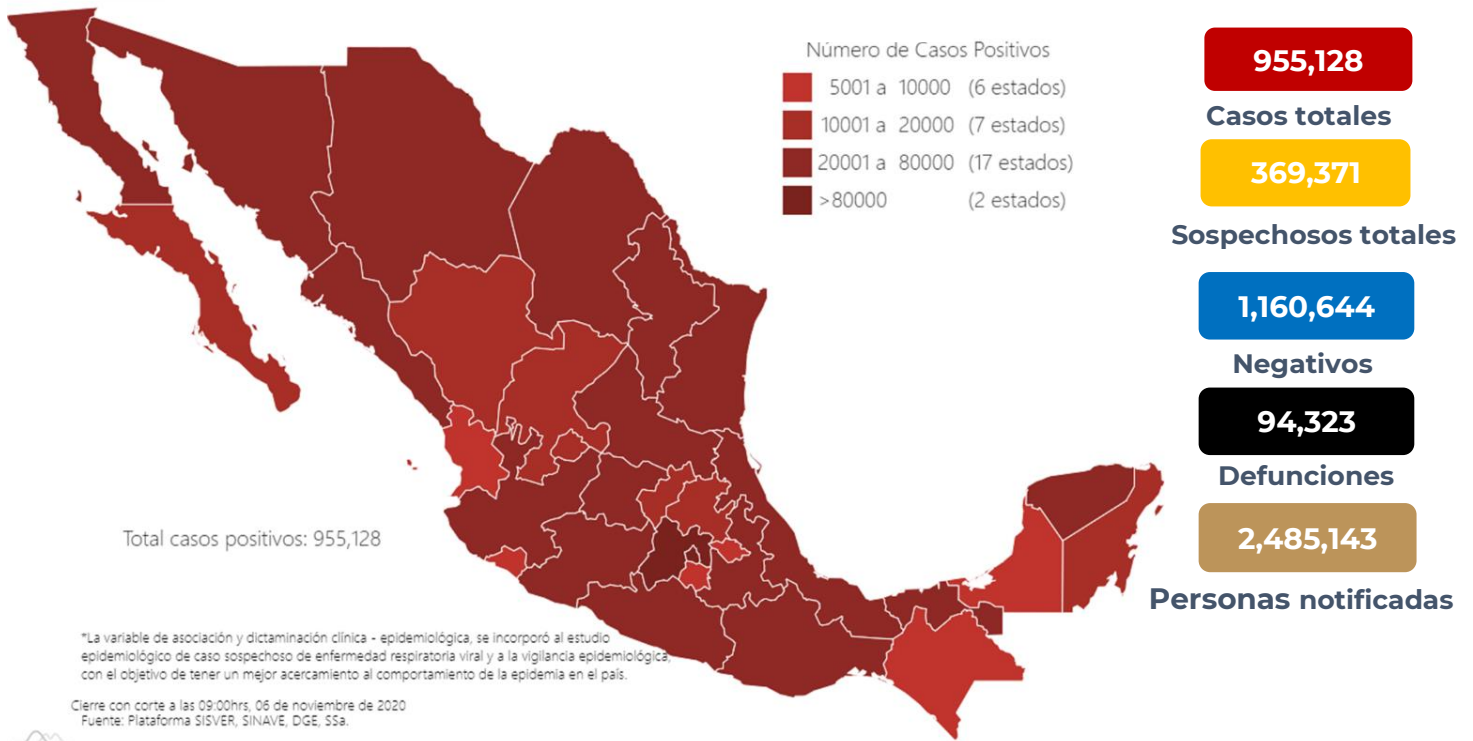 Número de Casos Positivos
5001 a 10000 (6 estados)
10001 a 20000 (7 estados)
20001 a 80000 (17 estados)
>80000 (2 estados)
955,128
Casos totales
369,371
Sospechosos totales
1,160,644
Negativos
94,323
Defunciones
2,485,143
Personas notificadas
Total casos positivos: 955,128
*La variable de asociación y dictaminación clínica - epidemiológica, se incorporó al estudio
epidemiológico de caso sospechoso de enfermedad respiratoria viral y a la vigilancia epidemiológica,
con el objetivo de tener un mejor acercamiento al comportamiento de la epidemia en el país.
Cierre con corte a las 09:00hrs, 06 de noviembre de 2020
Fuente: Plataforma SISVER, SINAVE, DGE, SSa.